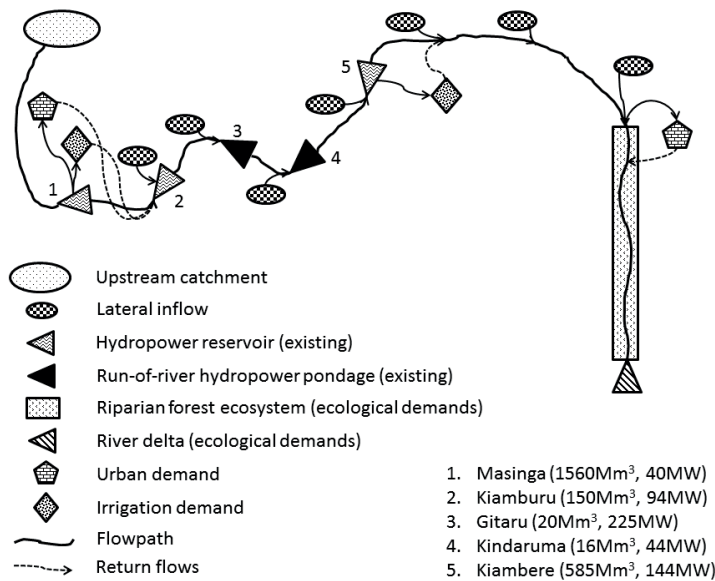 5
3
1
4
2
Upstream catchment
Lateral inflow
Hydropower reservoir (existing)
Run-of-river hydropower pondage (existing)
Riparian forest ecosystem (ecological demands)
River delta (ecological demands)
Urban demand
Irrigation demand
Flowpath
Return flows
1. Masinga (1560Mm³, 40MW)
2. Kiamburu (150Mm³, 94MW)
3. Gitaru (20Mm³, 225MW)
4. Kindaruma (16Mm³, 44MW)
5. Kiambere (585Mm³, 144MW)